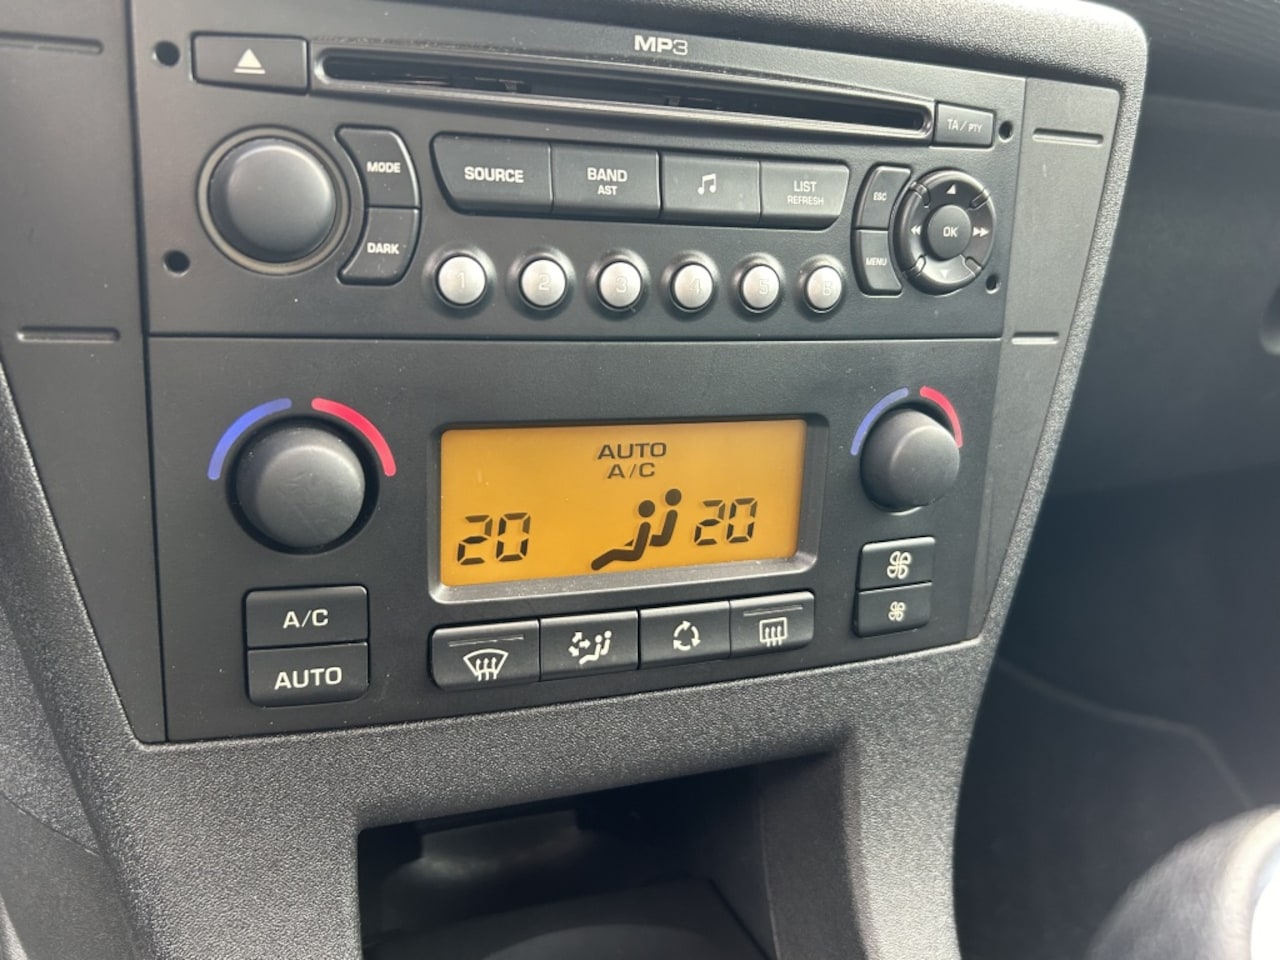 MP3
TA/PTY
MODE
SOURCE
BAND
AST
LIST
REFRESH
ESC
OK
DARK
MENU
1 2 3 4 5 6
AUTO
A/C
20 20
A/C
AUTO